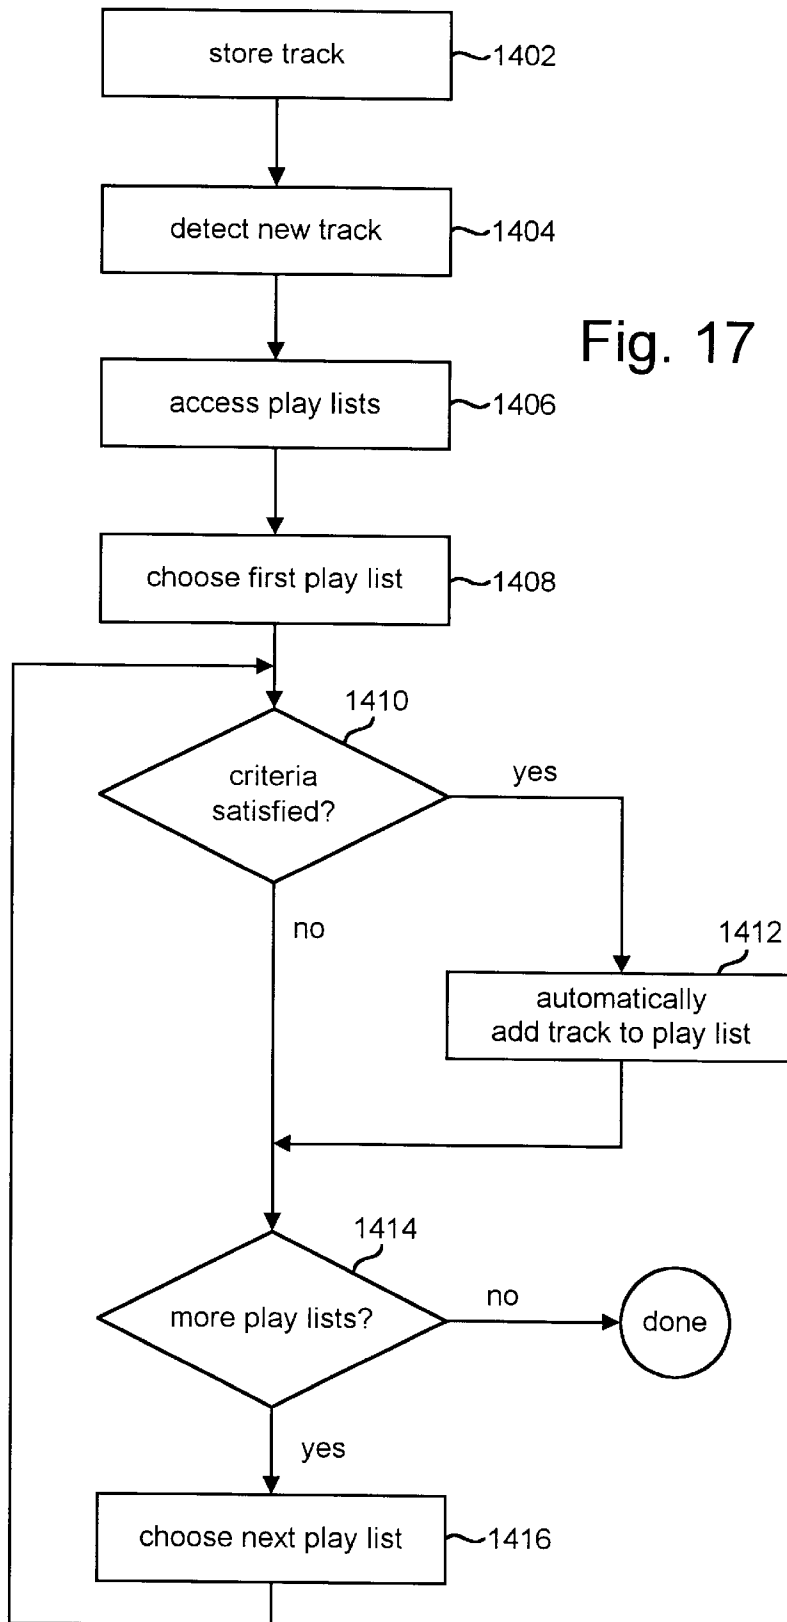 store track
1402
detect new track
1404
Fig. 17
access play lists
1406
choose first play list
1408
1410
criteria
satisfied?
yes
no
1412
automatically
add track to play list
1414
more play lists?
no
done
yes
choose next play list
1416